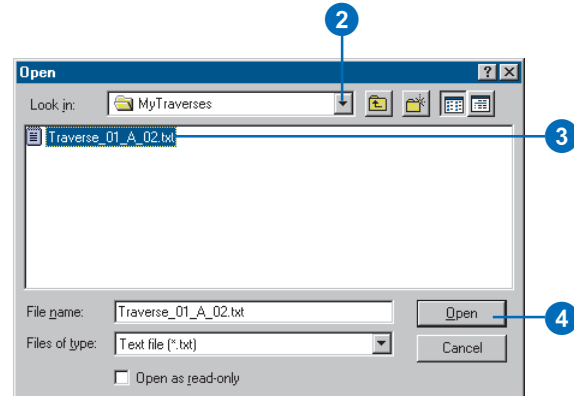 2
Open
Look in: MyTraverses
Traverse_01_A_02.txt
3
File name: Traverse_01_A_02.txt Open
4
Files of type: Text file (*.txt) Cancel
Open as read-only